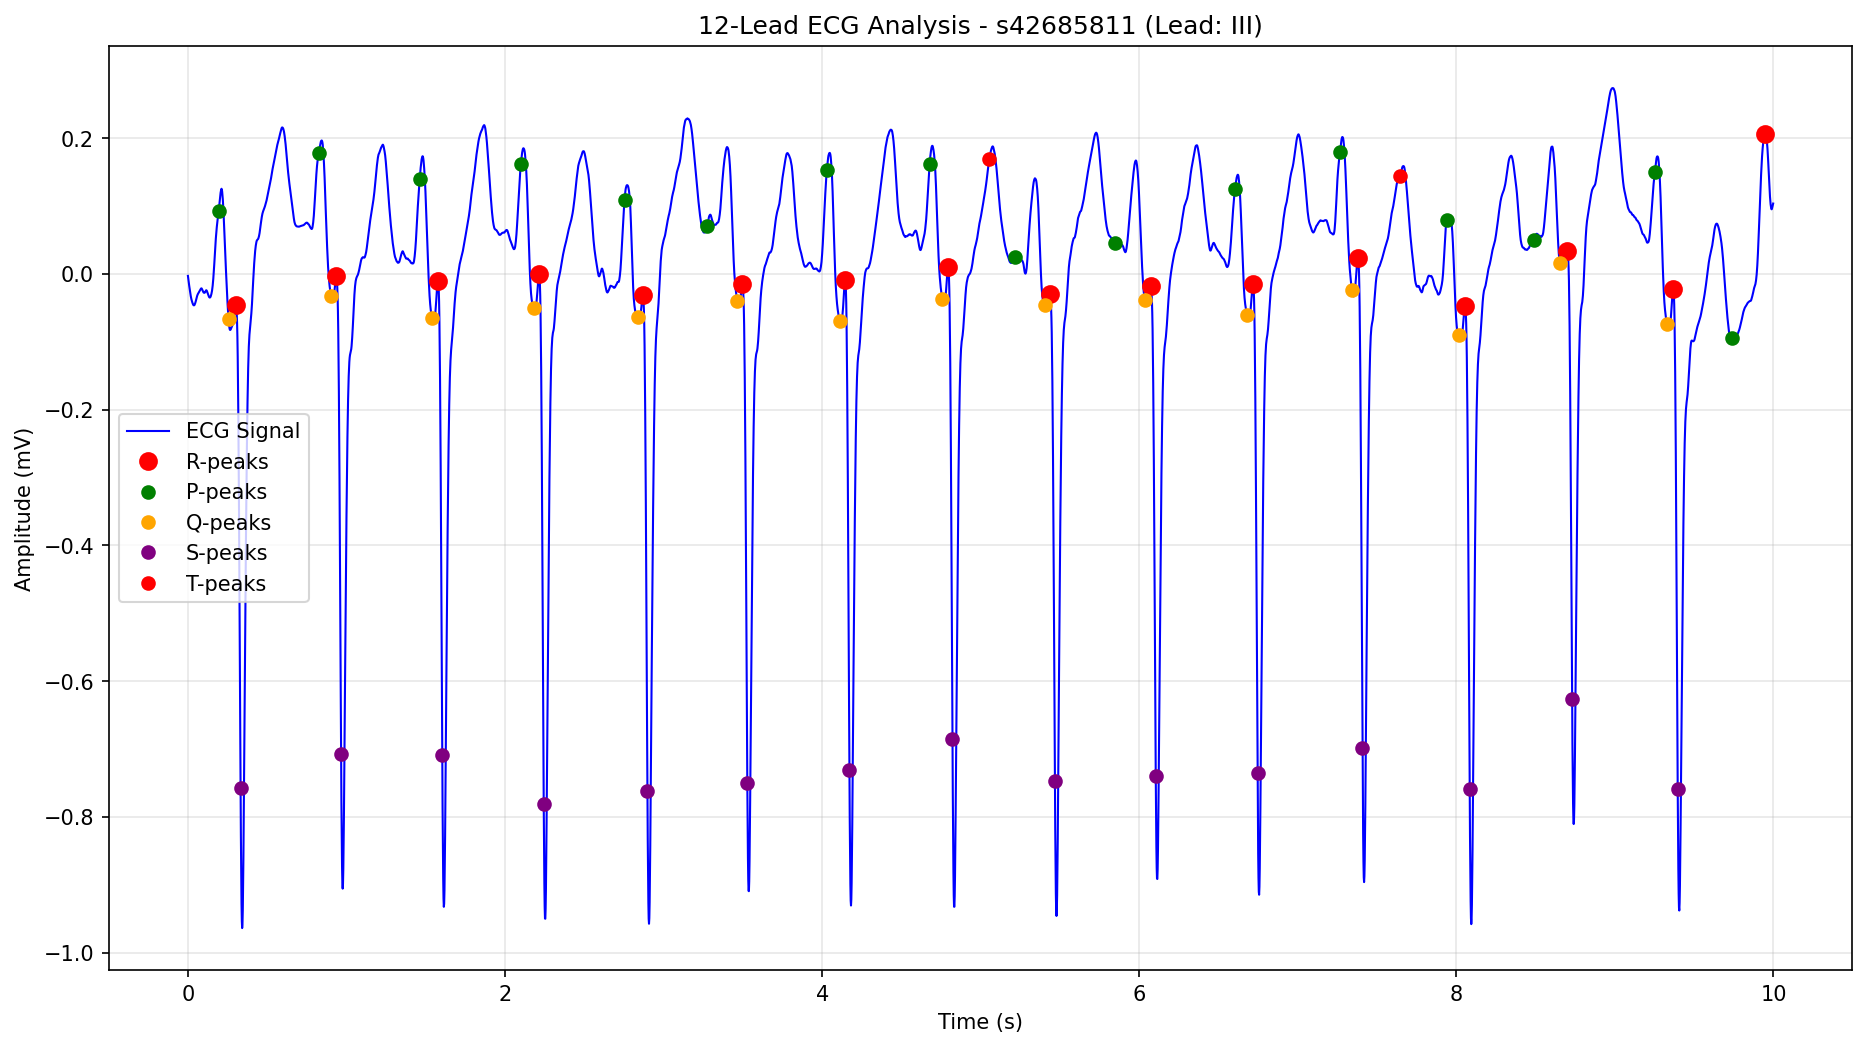 12-Lead ECG Analysis - s42685811 (Lead: III)
Amplitude (mV)
0.2
0.0
−0.2
−0.4
−0.6
−0.8
−1.0
ECG Signal
R-peaks
P-peaks
Q-peaks
S-peaks
T-peaks
0 2 4 6 8 10
Time (s)